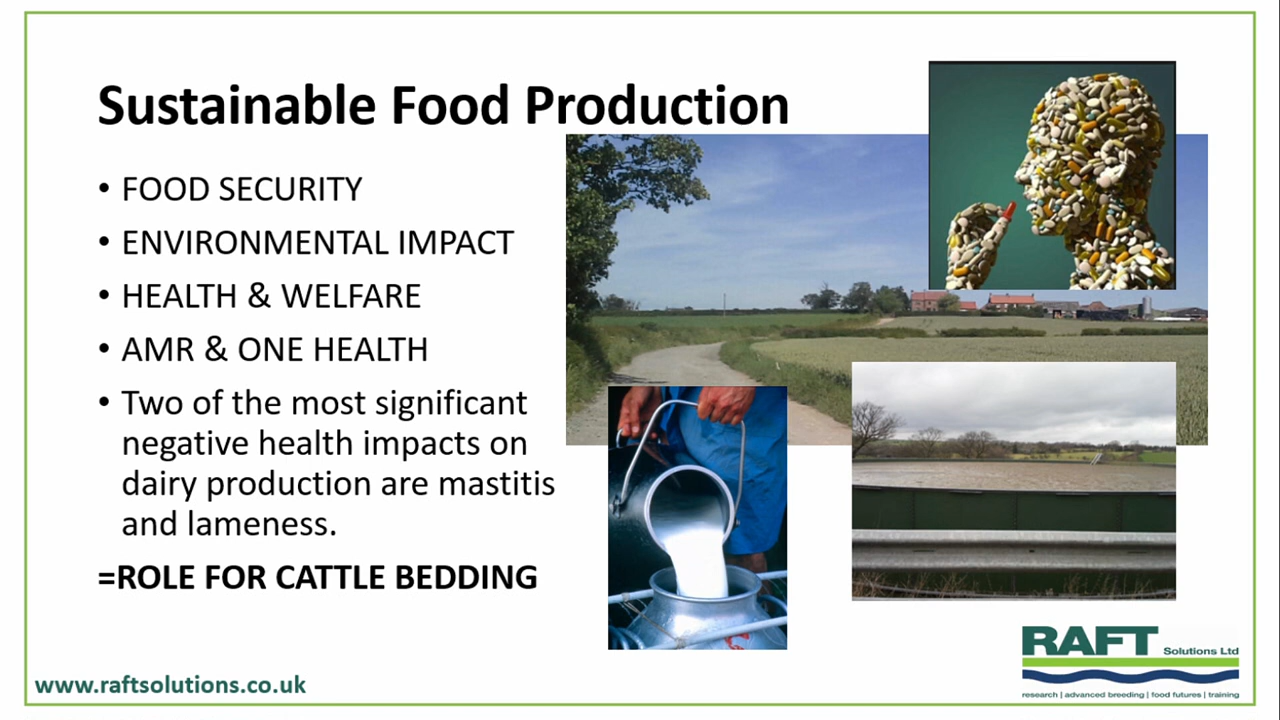 Sustainable Food Production
• FOOD SECURITY
• ENVIRONMENTAL IMPACT
• HEALTH & WELFARE
• AMR & ONE HEALTH
• Two of the most significant
negative health impacts on
dairy production are mastitis
and lameness.
=ROLE FOR CATTLE BEDDING
RAFT Solutions Ltd
research | advanced breeding | food futures | training
www.raftsolutions.co.uk